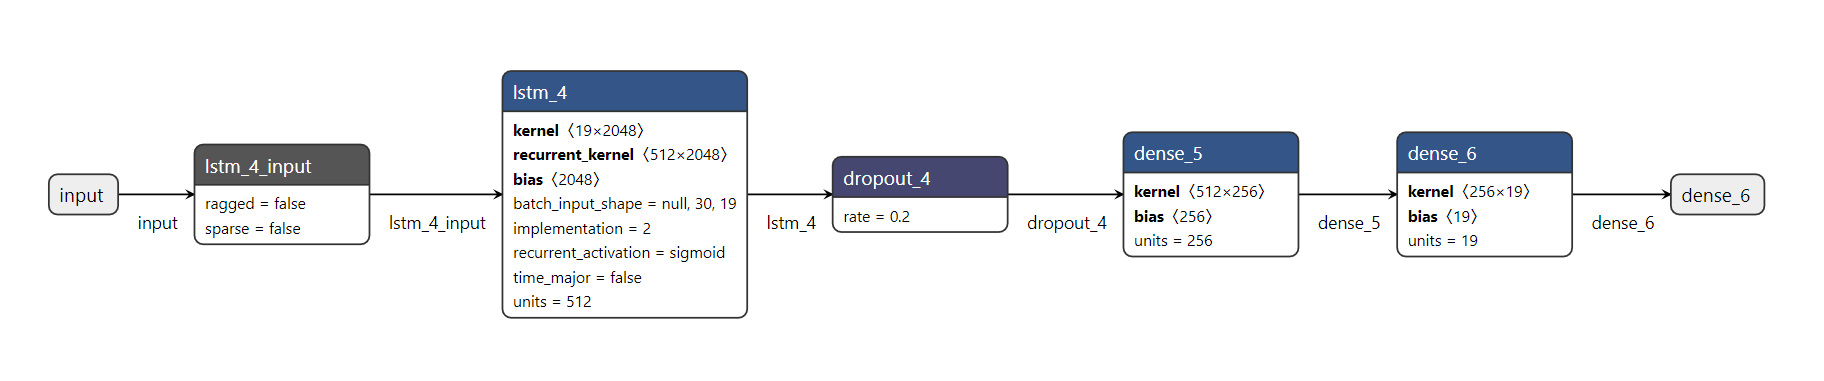 input
input
lstm_4_input
ragged = false
sparse = false
lstm_4_input
lstm_4
kernel〈19×2048〉
recurrent_kernel〈512×2048〉
bias〈2048〉
batch_input_shape = null, 30, 19
implementation = 2
recurrent_activation = sigmoid
time_major = false
units = 512
lstm_4
dropout_4
rate = 0.2
dropout_4
dense_5
kernel〈512×256〉
bias〈256〉
units = 256
dense_5
dense_6
kernel〈256×19〉
bias〈19〉
units = 19
dense_6
dense_6